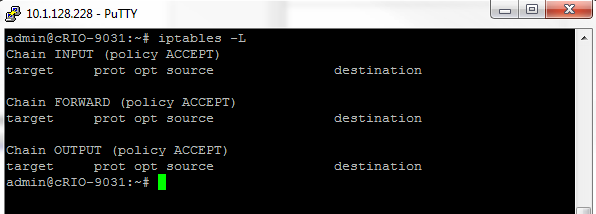 10.1.128.228 - PuTTY
admin@cRIO-9031:~# iptables -L
Chain INPUT (policy ACCEPT)
target     prot opt source               destination

Chain FORWARD (policy ACCEPT)
target     prot opt source               destination

Chain OUTPUT (policy ACCEPT)
target     prot opt source               destination
admin@cRIO-9031:~#